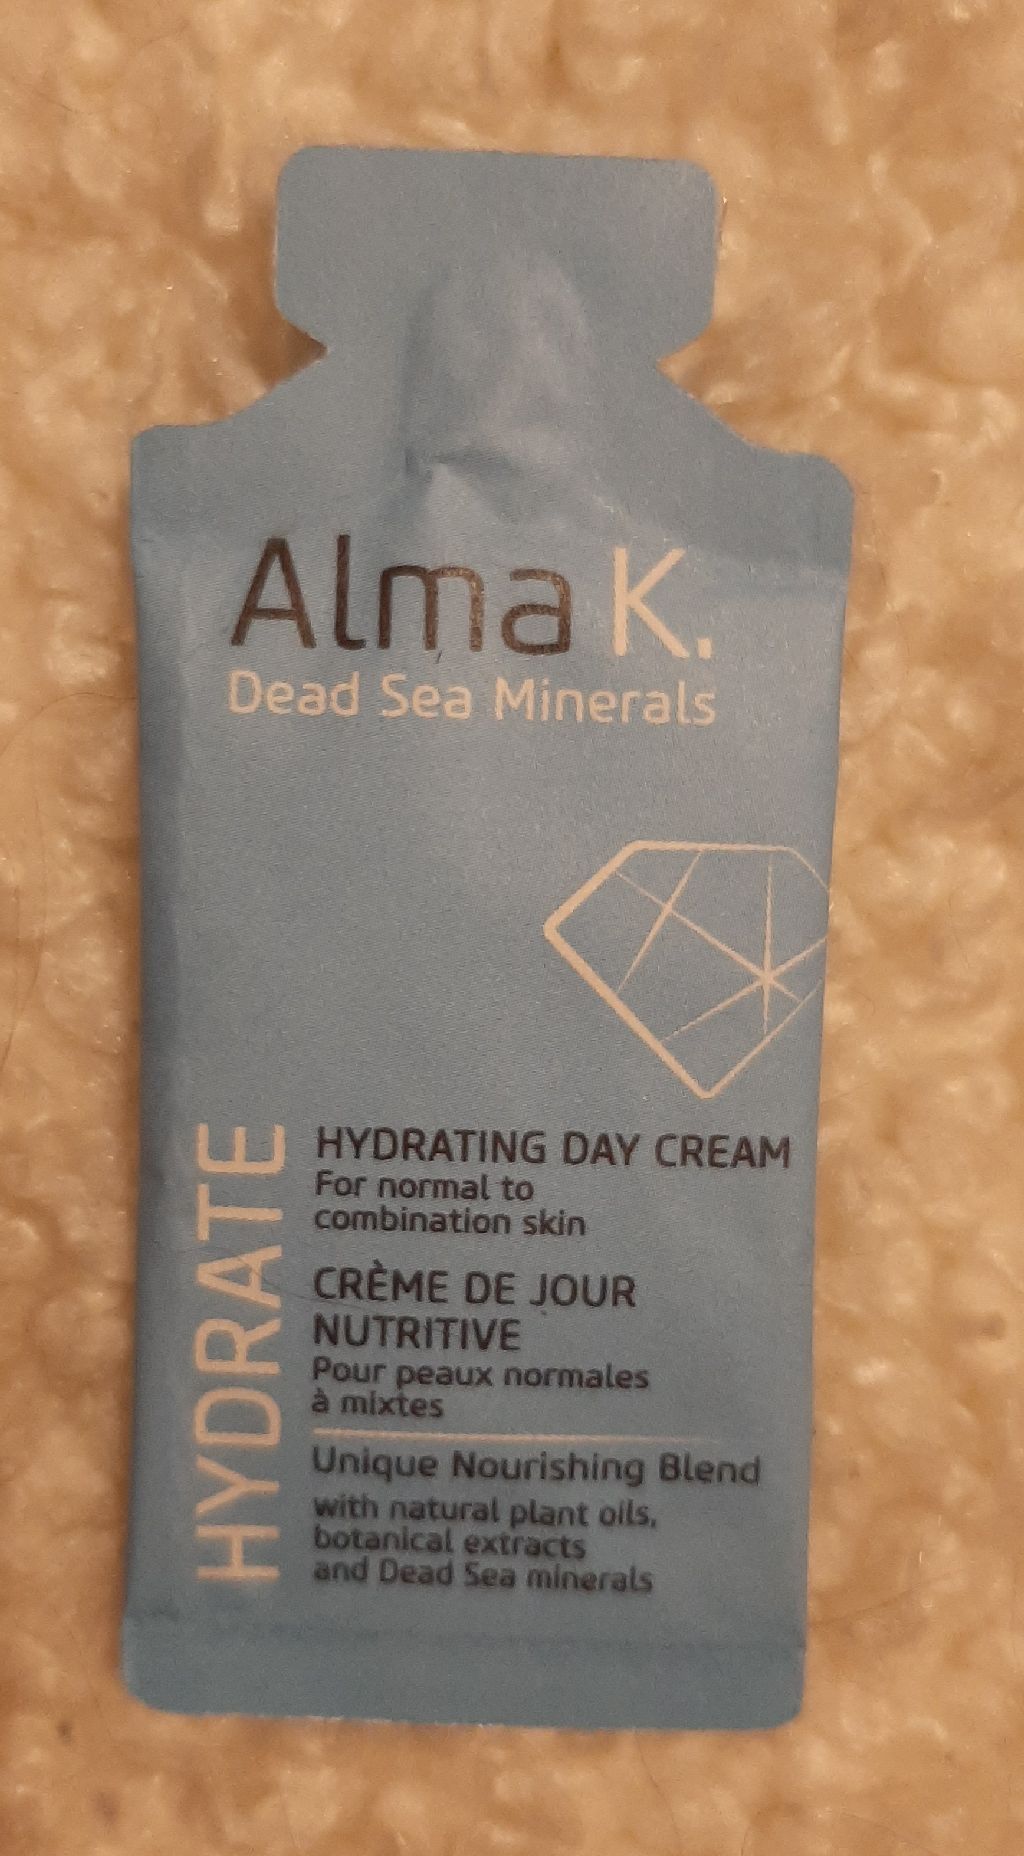 Alma K.
Dead Sea Minerals
HYDRATE
HYDRATING DAY CREAM
For normal to
combination skin
CRÈME DE JOUR
NUTRITIVE
Pour peaux normales
à mixtes
Unique Nourishing Blend
with natural plant oils,
botanical extracts
and Dead Sea minerals